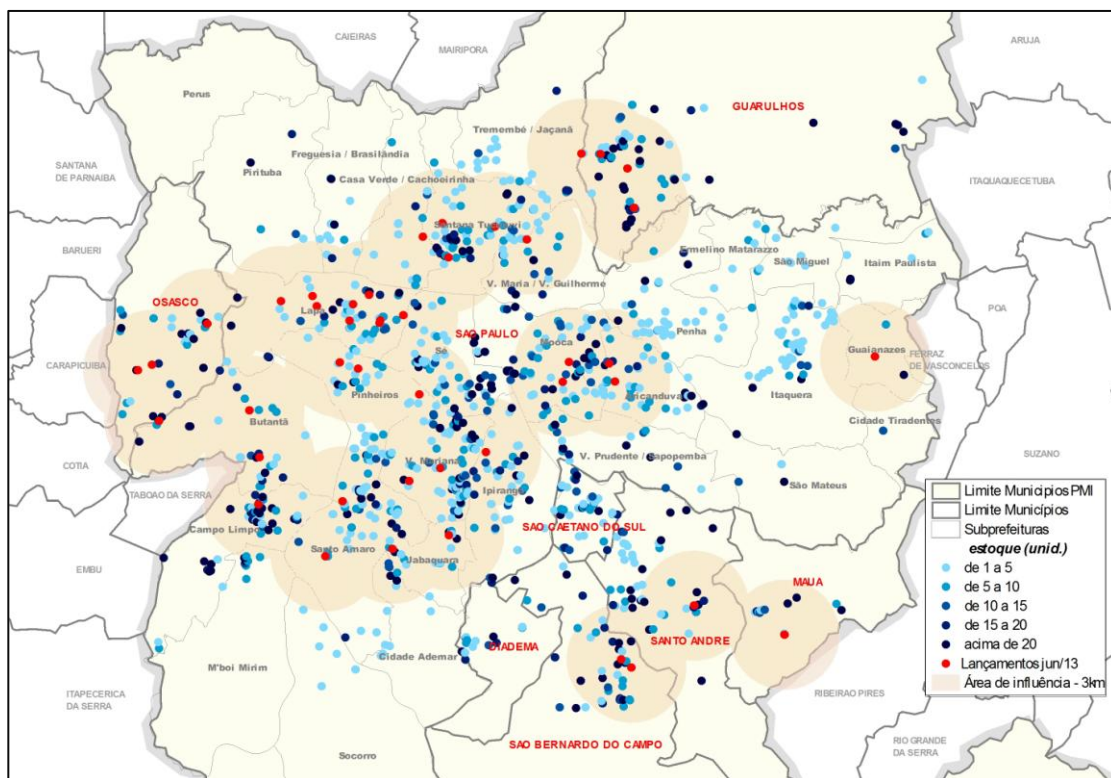 CAIEIRAS
MAIRIPORA
ARUJA
Perus
GUARULHOS
Tremembé / Jaçanã
Freguesia / Brasilândia
SANTANA
DE PARNAIBA
Pirituba
Casa Verde / Cachoeirinha
ITAQUAQUECETUBA
BARUERI
Ermelino Matarazzo
São Miguel
Itaim Paulista
V. Maria / V. Guilherme
OSASCO
Lapa
POA
SAO PAULO
Penha
Mooca
Sé
Guaianazes
FERRAZ
DE VASCONCELOS
CARAPICUIBA
Pinheiros
Aricanduva
Itaquera
Butantã
Cidade Tiradentes
COTIA
V. Mariana
V. Prudente / Sapopemba
SUZANO
TABOAO DA SERRA
Ipiranga
São Mateus
Campo Limpo
SAO CAETANO DO SUL
Santo Amaro
Jabaquara
EMBU
MAUA
DIADEMA
SANTO ANDRE
M'boi Mirim
Cidade Ademar
ITAPECERICA
DA SERRA
RIBEIRAO PIRES
SAO BERNARDO DO CAMPO
Socorro
RIO GRANDE
DA SERRA
Limite Municipios PMI
Limite Municípios
Subprefeituras
estoque (unid.)
de 1 a 5
de 5 a 10
de 10 a 15
de 15 a 20
acima de 20
Lançamentos jun/13
Área de influência - 3km